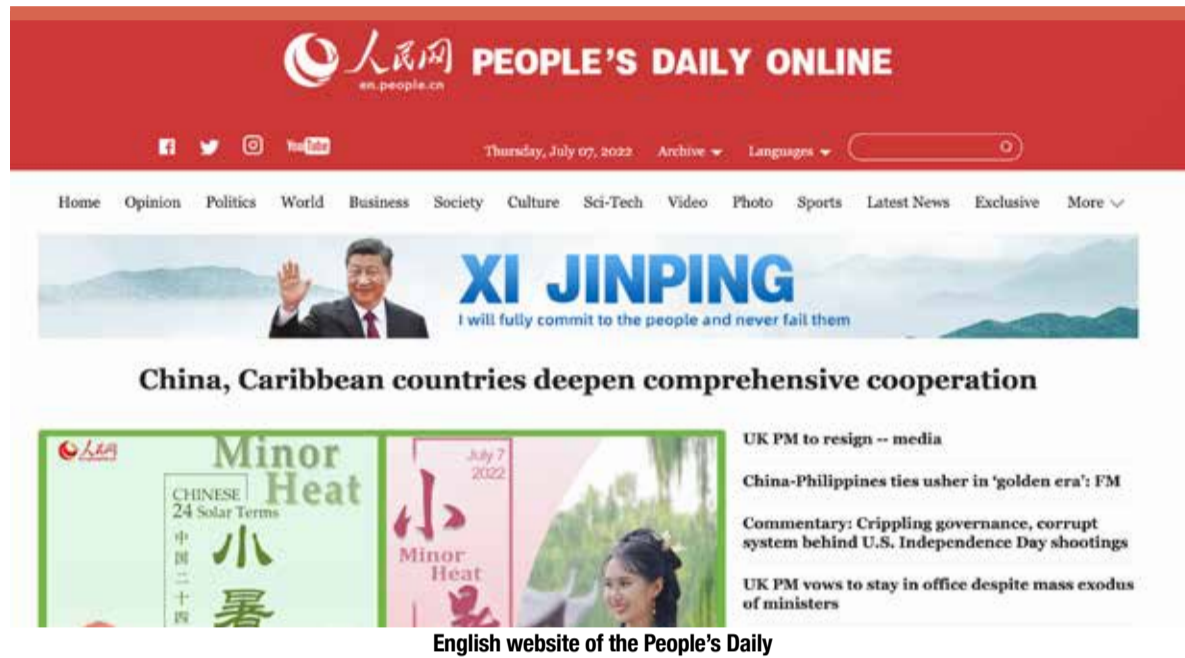 人民网
en.people.cn
PEOPLE'S DAILY ONLINE
YouTube
Thursday, July 07, 2022 Archive Languages
Home Opinion Politics World Business Society Culture Sci-Tech Video Photo Sports Latest News Exclusive More
XI JINPING
I will fully commit to the people and never fail them
China, Caribbean countries deepen comprehensive cooperation
人民网
Minor
Heat
CHINESE
24 Solar Terms
小
暑
中
国
二
十
四
July 7
2022
小
Minor
Heat
暑
UK PM to resign -- media
China-Philippines ties usher in 'golden era': FM
Commentary: Crippling governance, corrupt
system behind U.S. Independence Day shootings
UK PM vows to stay in office despite mass exodus
of ministers
English website of the People's Daily